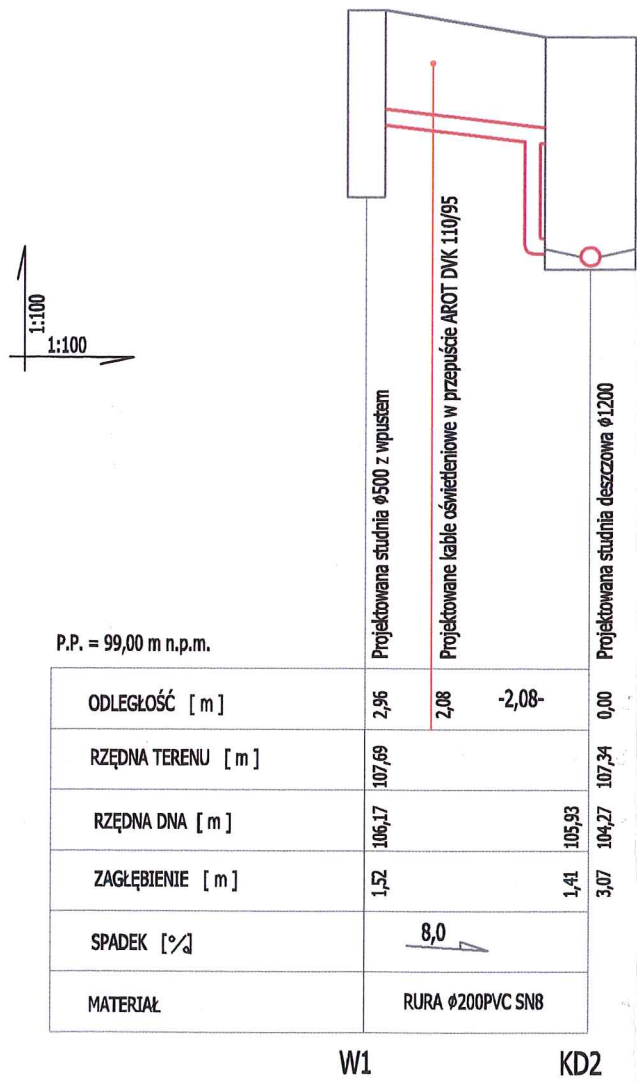 1:100
1:100
Projektowana studnia ϕ500 z wpustem
Projektowane kable oświetleniowe w przepuście AROT DVK 110/95
Projektowana studnia deszczowa ϕ1200
P.P. = 99,00 m n.p.m.
ODLEGŁOŚĆ [ m ] 2,96 2,08 -2,08- 0,00
RZĘDNA TERENU [ m ] 107,69 107,34
RZĘDNA DNA [ m ] 106,17 105,93 104,27
ZAGŁĘBIENIE [ m ] 1,52 1,41 3,07
SPADEK [%] 8,0
MATERIAŁ RURA ϕ200PVC SN8
W1 KD2